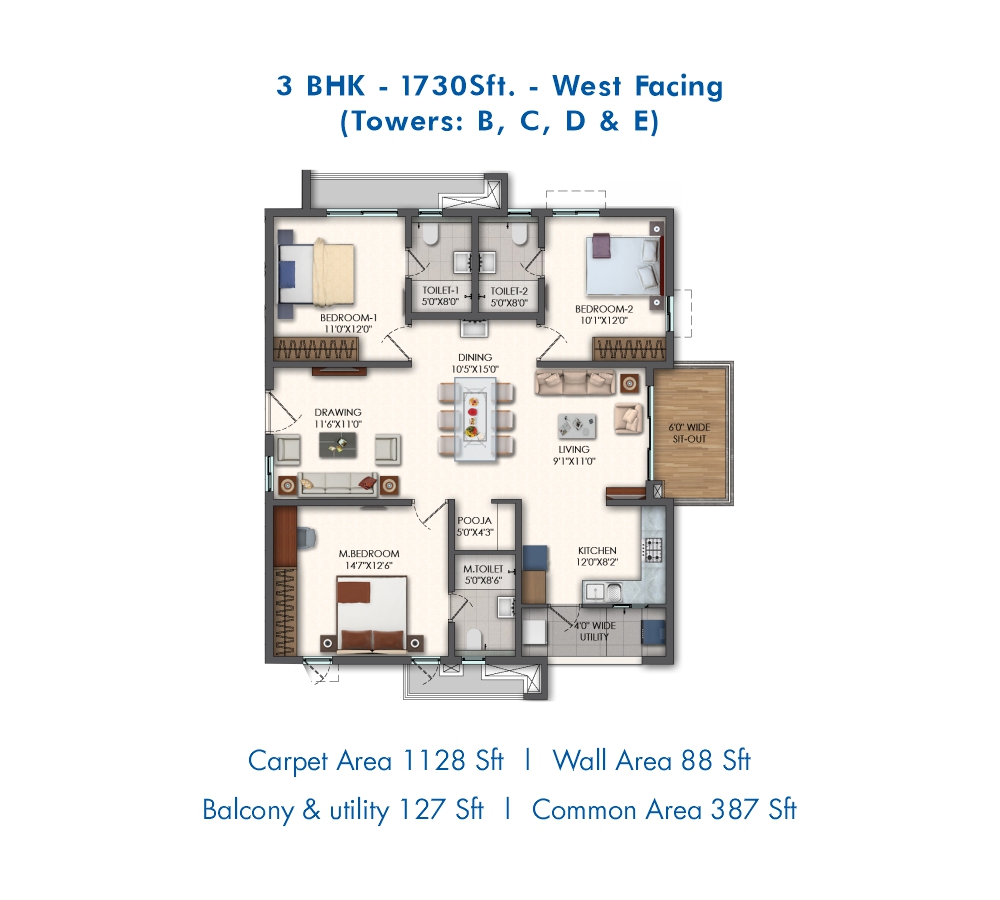 3 BHK - 1730Sft. - West Facing
(Towers: B, C, D & E)
TOILET-1
5'0"X8'0"
TOILET-2
5'0"X8'0"
BEDROOM-1
11'0"X12'0"
BEDROOM-2
10'1"X12'0"
DINING
10'5"X15'0"
DRAWING
11'6"X11'0"
6'0" WIDE
SIT-OUT
LIVING
9'1"X11'0"
POOJA
5'0"X4'3"
M.BEDROOM
14'7"X12'6"
KITCHEN
12'0"X8'2"
M.TOILET
5'0"X8'6"
4'0" WIDE
UTILITY
Carpet Area 1128 Sft | Wall Area 88 Sft
Balcony & utility 127 Sft | Common Area 387 Sft